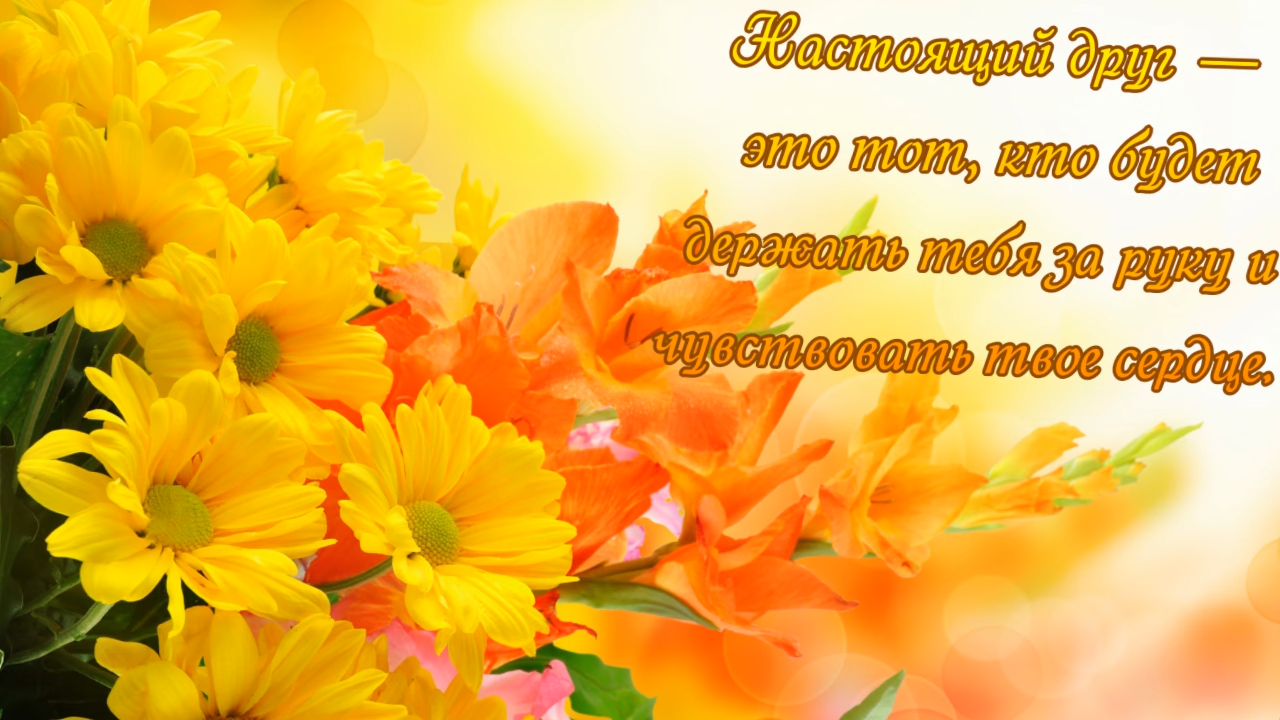 Настоящий друг —
это тот, кто будет
держать тебя за руку и
чувствовать твое сердце.